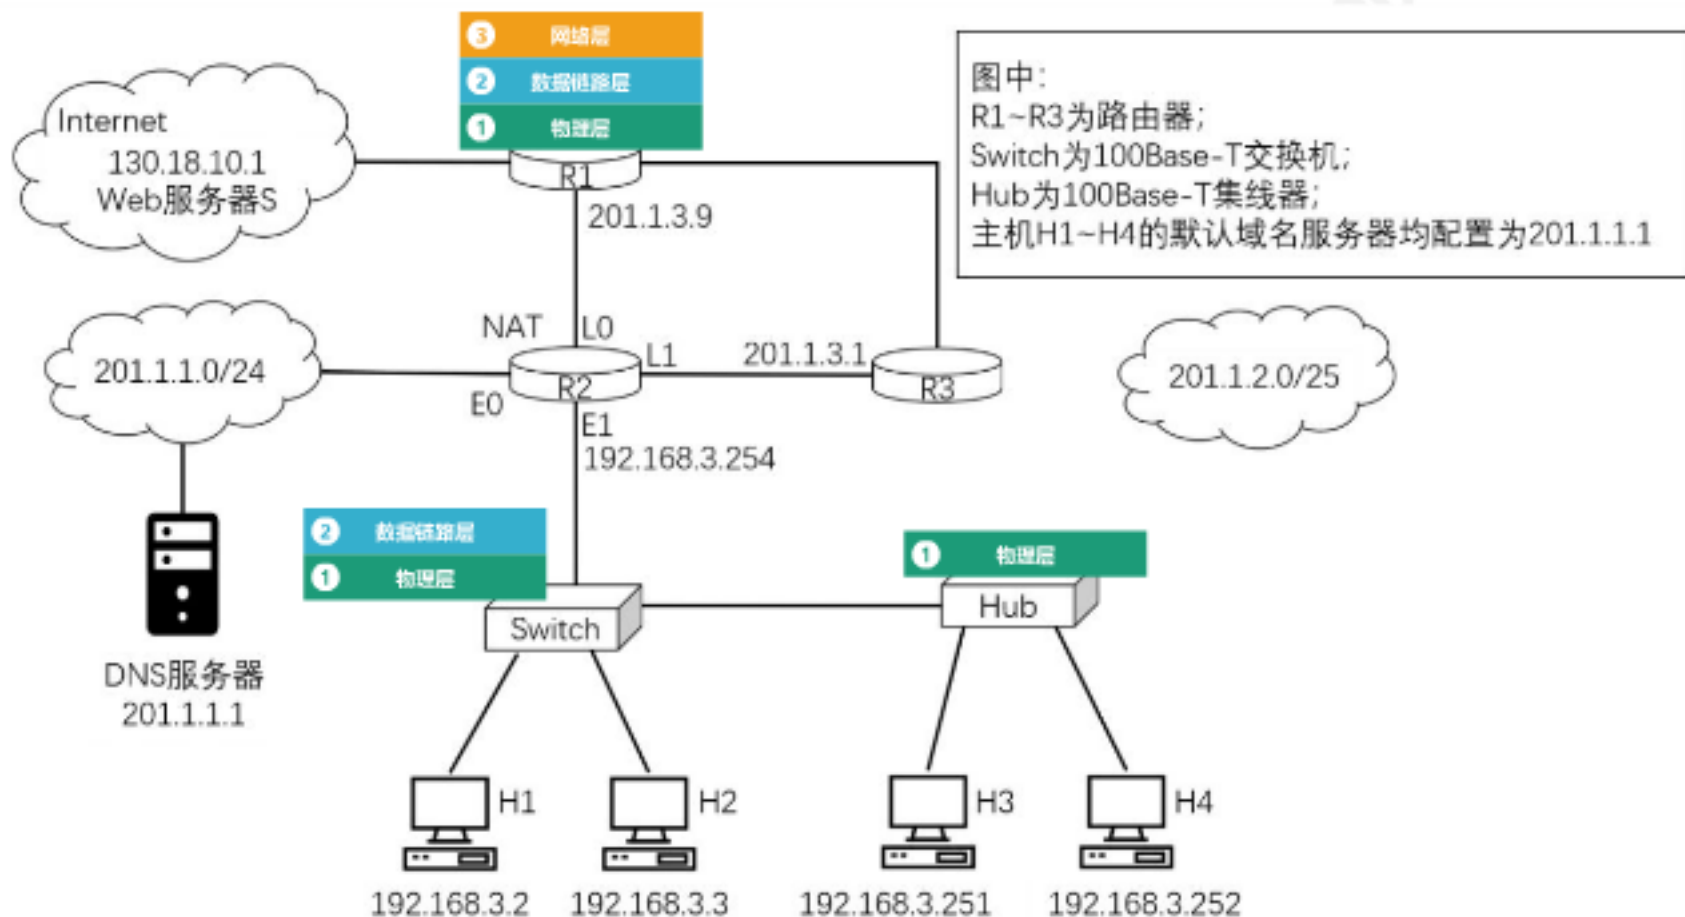 ③ 网络层
② 数据链路层
① 物理层
Internet
130.18.10.1
Web服务器S
R1
201.1.3.9
图中：
R1~R3为路由器；
Switch为100Base-T交换机；
Hub为100Base-T集线器；
主机H1~H4的默认域名服务器均配置为201.1.1.1
NAT
L0
L1
201.1.3.1
201.1.1.0/24
R2
R3
201.1.2.0/25
E0
E1
192.168.3.254
② 数据链路层
① 物理层
① 物理层
Switch
Hub
DNS服务器
201.1.1.1
H1
H2
H3
H4
192.168.3.2
192.168.3.3
192.168.3.251
192.168.3.252